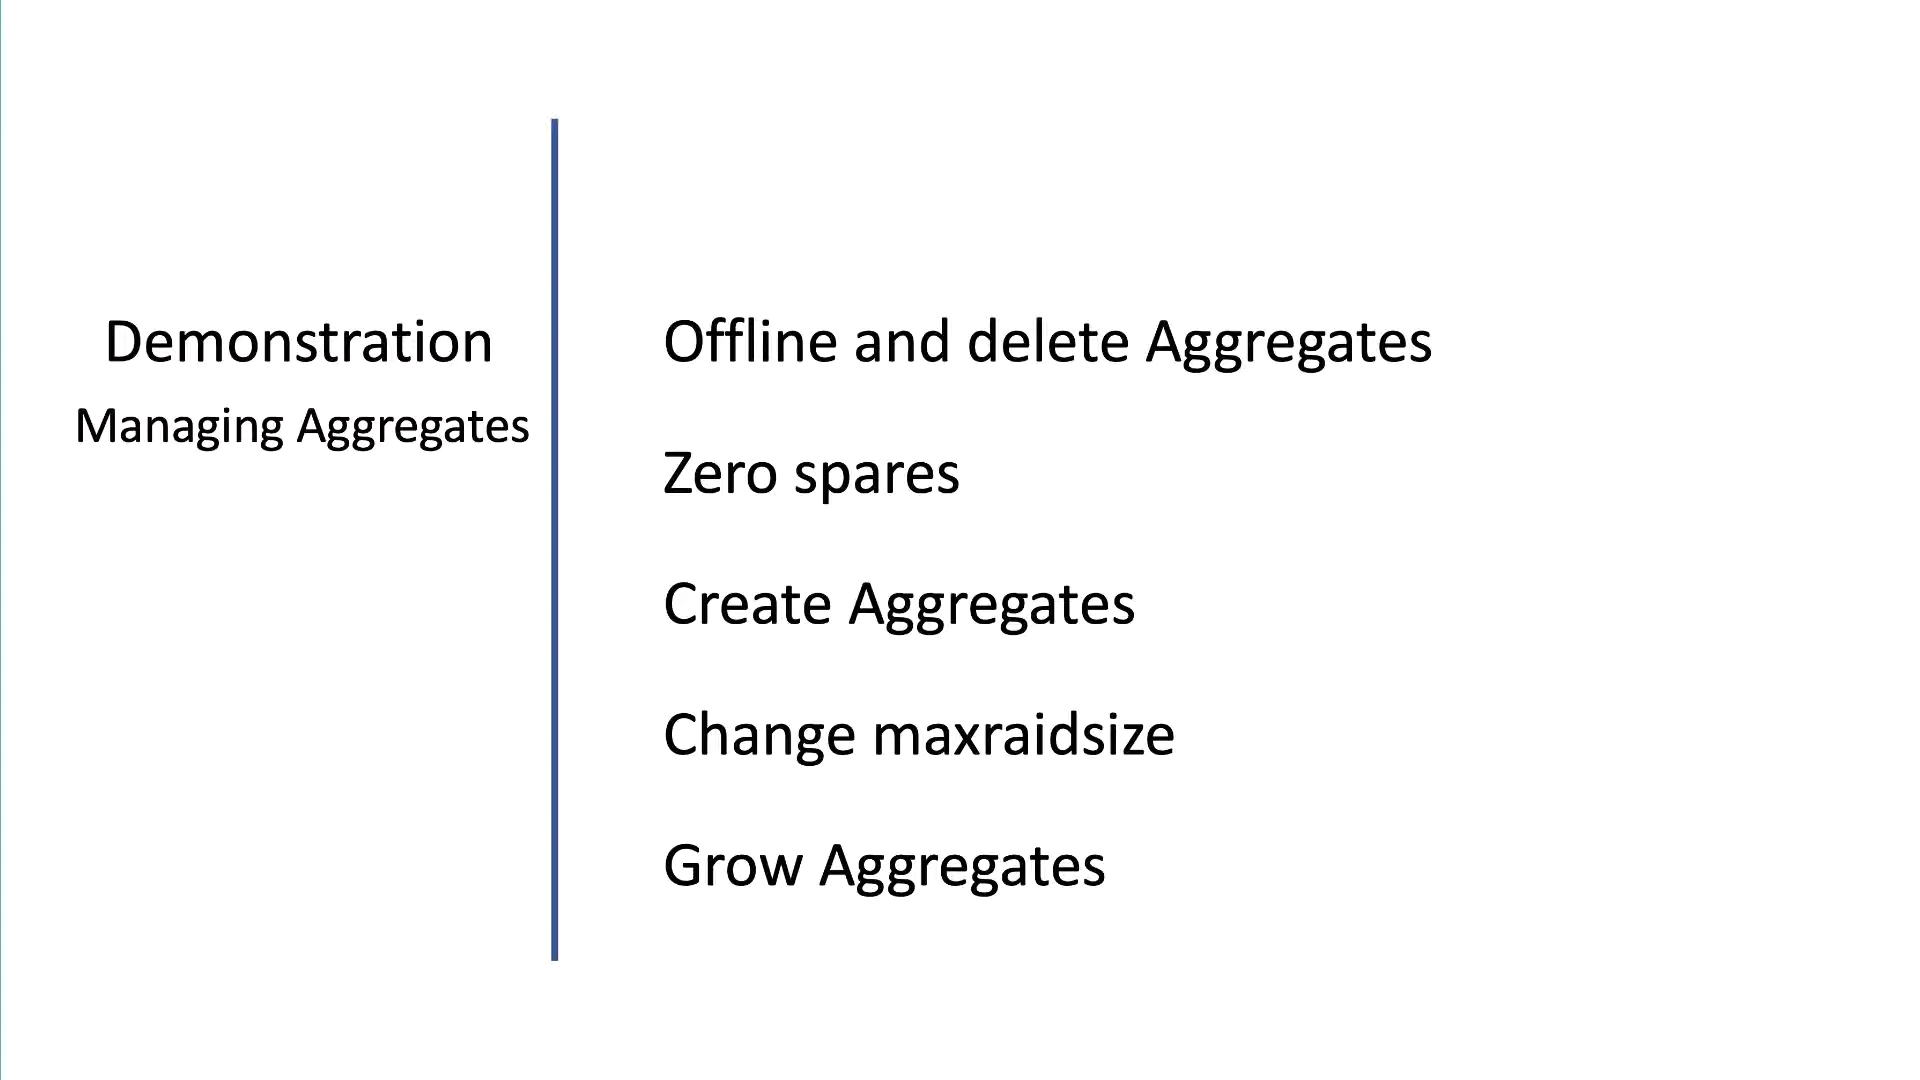 Demonstration
Managing Aggregates
Offline and delete Aggregates
Zero spares
Create Aggregates
Change maxraidsize
Grow Aggregates